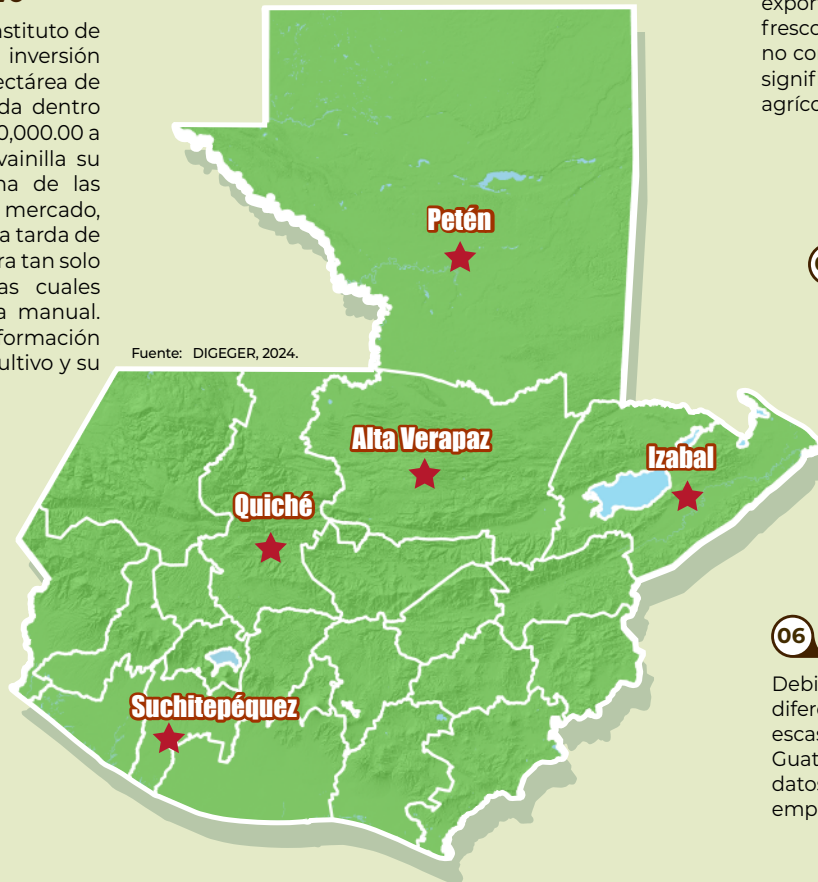 nstituto de
inversión
ectárea de
da dentro
0,000.00 a
vainilla su
na de las
mercado,
a tarda de
ra tan solo
as cuales
a manual.
formación
ultivo y su
Fuente: DIGEGER, 2024.
Petén
Alta Verapaz
Izabal
Quiché
Suchitepéquez
expor
fresco
no co
signif
agríco
06
Debi
difere
escas
Guat
datos
emp